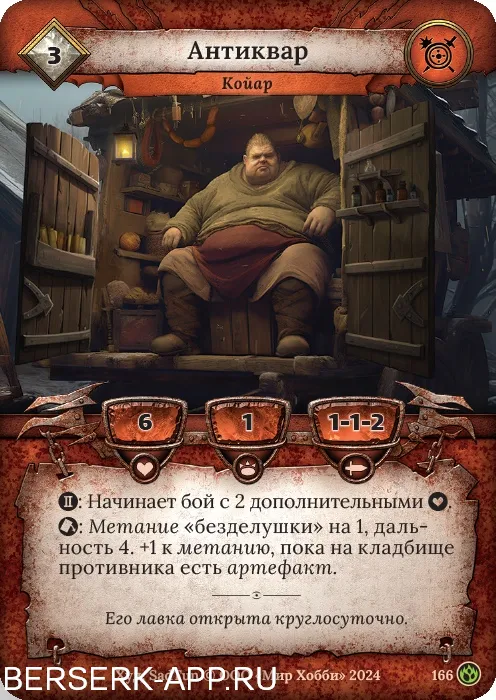 3
Антиквар
Койар
6
1
1-1-2
II: Начинает бой с 2 дополнительными
: Метание «безделушки» на 1, даль-
ность 4. +1 к метанию, пока на кладбище
противника есть артефакт.
Его лавка открыта круглосуточно.
«Мир Хобби» 2024
166
BERSERK-APP.RU